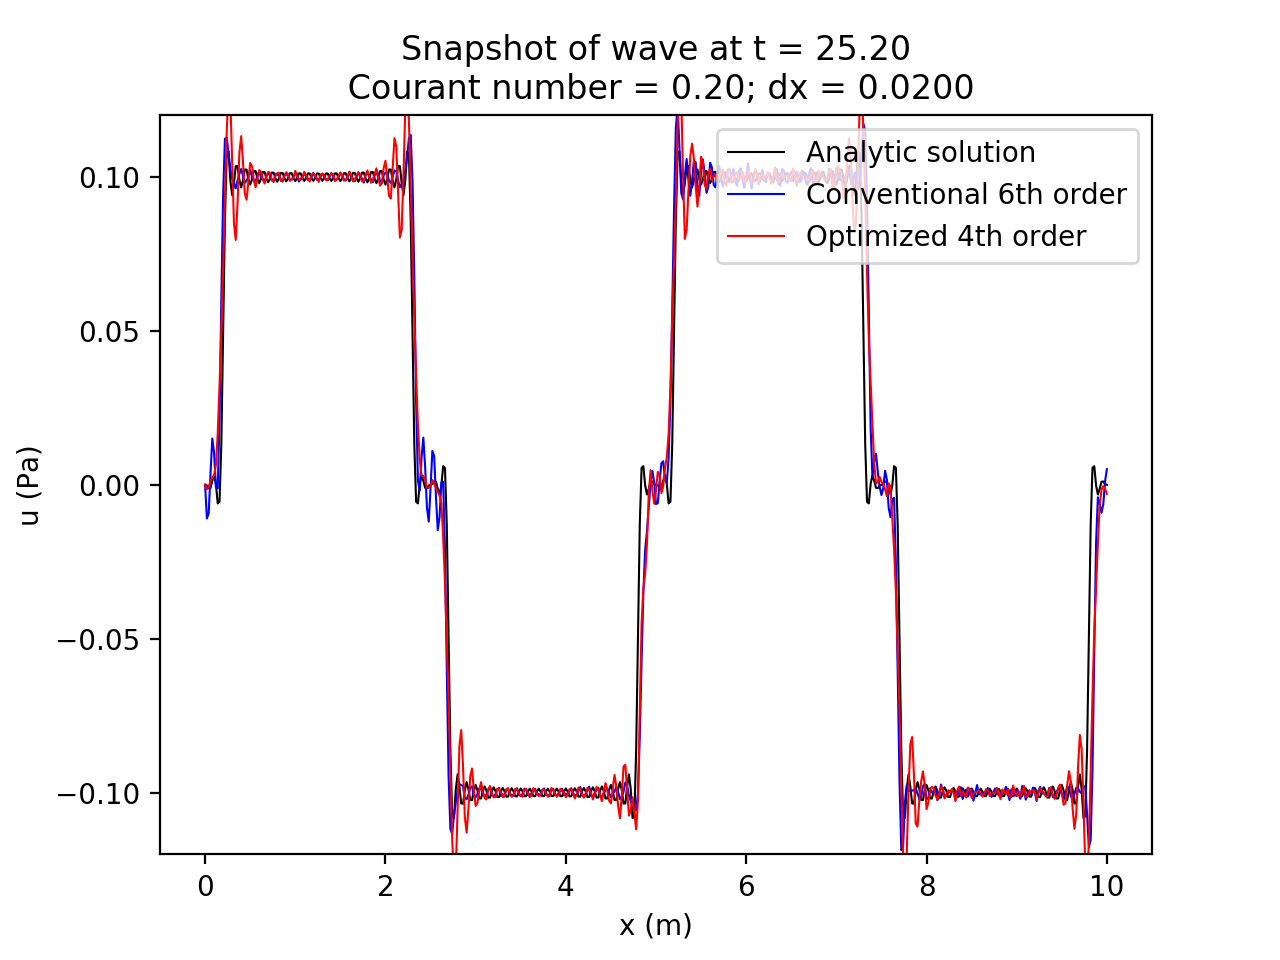 Snapshot of wave at t = 25.20
Courant number = 0.20; dx = 0.0200
Analytic solution
Conventional 6th order
Optimized 4th order
0.10
0.05
0.00
−0.05
−0.10
u (Pa)
0 2 4 6 8 10
x (m)